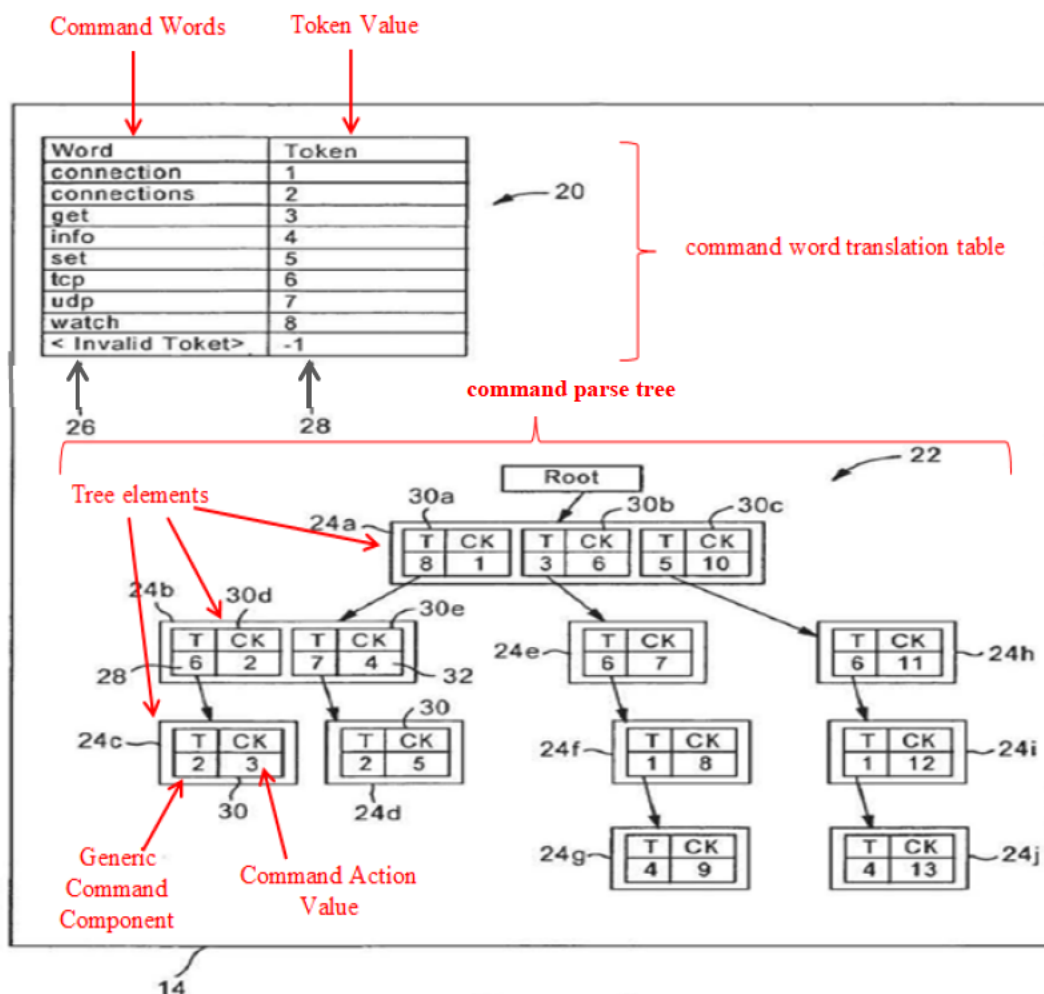 Command Words Token Value
Word Token
connection 1
connections 2
get 3
info 4
set 5
tcp 6
udp 7
watch 8
< Invalid Toket> -1
20
command word translation table
26 28
command parse tree
22
Root
Tree elements
24a 30a 30b 30c
T CK T CK T CK
8 1 3 6 5 10
24b 30d 30e
T CK T CK T CK T CK
28 6 2 7 4 32 24e 6 7 6 11 24h
30
24c T CK T CK 24f T CK T CK 24i
2 3 2 5 1 8 1 12
30 24d
24g T CK T CK 24j
4 9 4 13
Generic
Command
Component
Command Action
Value
14